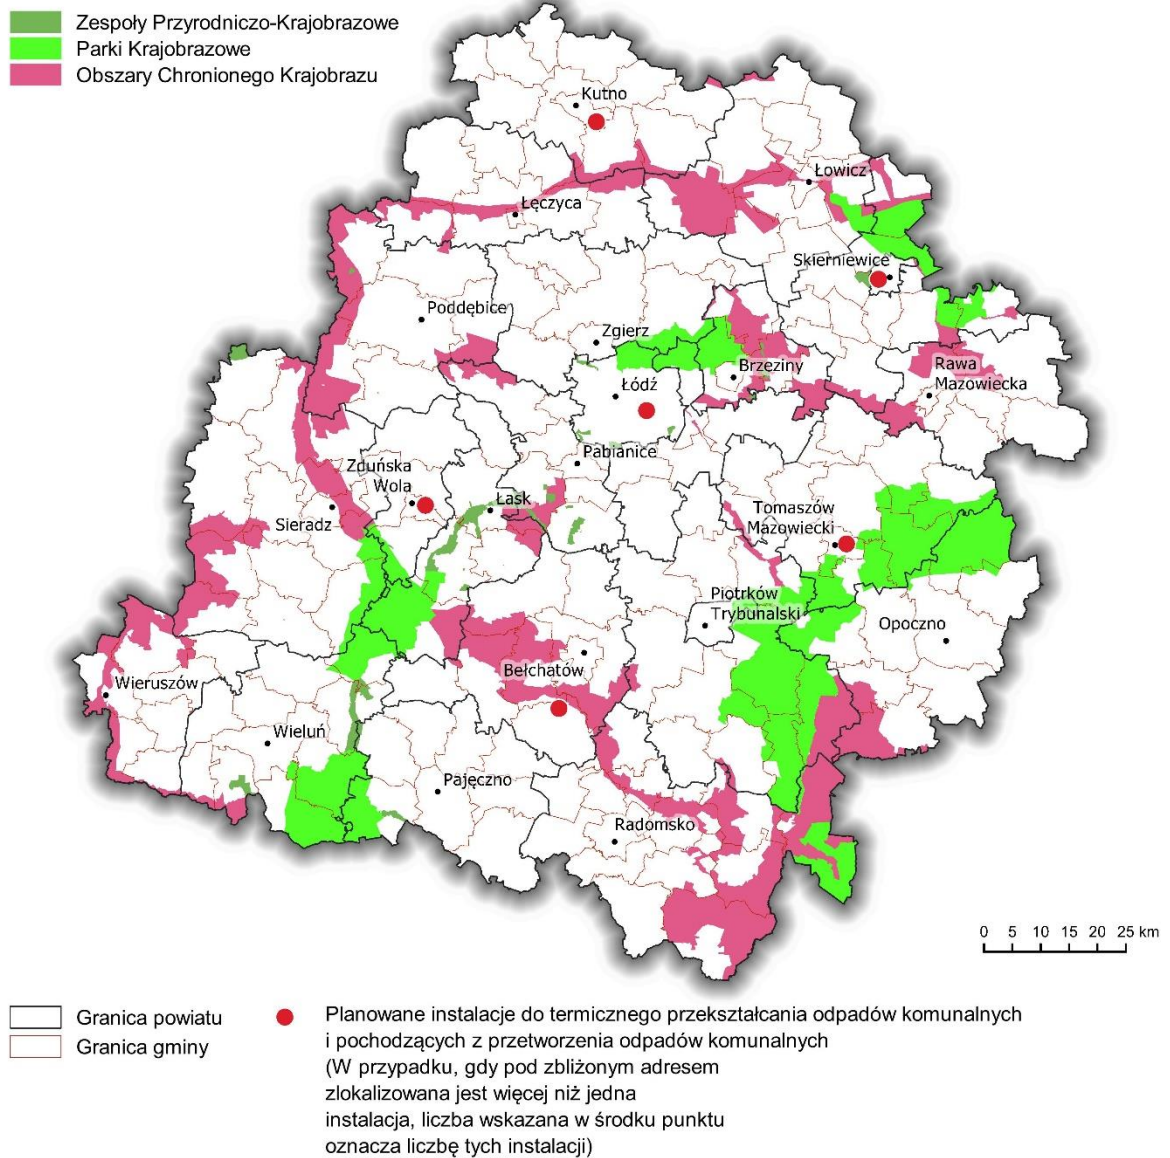 Zespoły Przyrodniczo-Krajobrazowe
Parki Krajobrazowe
Obszary Chronionego Krajobrazu
Kutno
Łowicz
Łęczyca
Skierniewice
Poddębice
Zgierz
Brzeziny
Rawa
Mazowiecka
Łódź
Pabianice
Zduńska
Wola
Łask
Sieradz
Tomaszów
Mazowiecki
Piotrków
Trybunalski
Opoczno
Bełchatów
Wieruszów
Wieluń
Pajęczno
Radomsko
0 5 10 15 20 25 km
Granica powiatu
Granica gminy
Planowane instalacje do termicznego przekształcania odpadów komunalnych
i pochodzących z przetworzenia odpadów komunalnych
(W przypadku, gdy pod zbliżonym adresem
zlokalizowana jest więcej niż jedna
instalacja, liczba wskazana w środku punktu
oznacza liczbę tych instalacji)